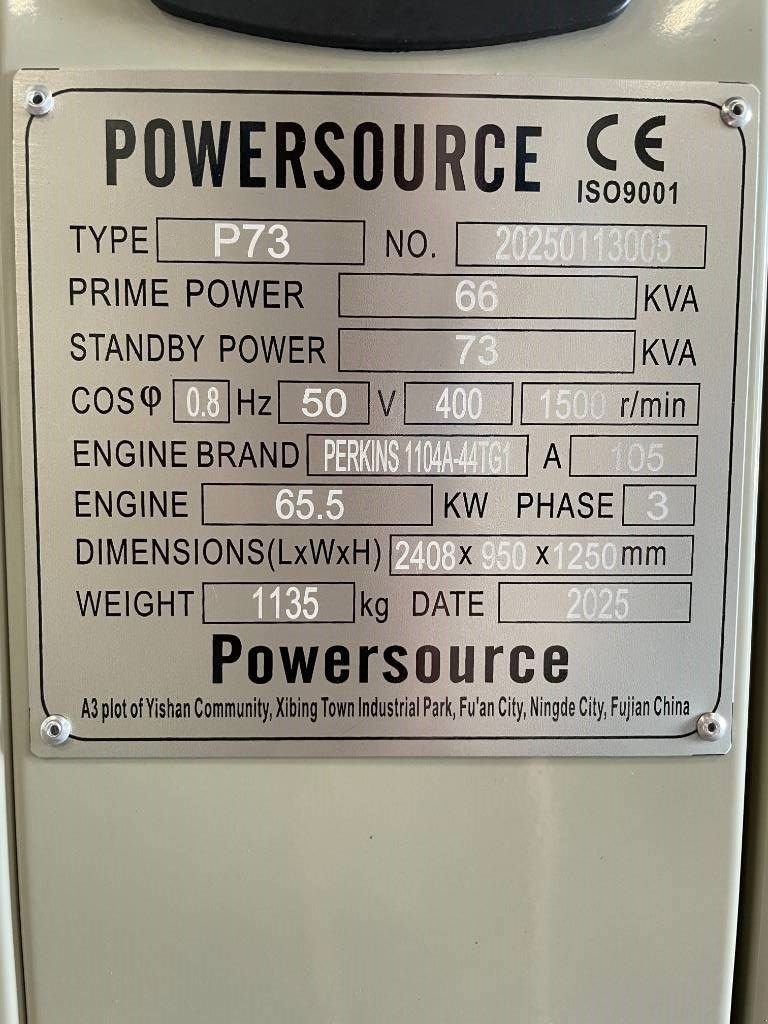 POWERSOURCE CE
ISO9001
TYPE P73 NO. 20250113005
PRIME POWER 66 KVA
STANDBY POWER 73 KVA
COSφ 0.8 Hz 50 V 400 1500 r/min
ENGINE BRAND PERKINS 1104A-44TG1 A 105
ENGINE 65.5 KW PHASE 3
DIMENSIONS(LxWxH) 2408x 950 x1250mm
WEIGHT 1135 kg DATE 2025
Powersource
A3 plot of Yishan Community, Xibing Town Industrial Park, Fu'an City, Ningde City, Fujian China